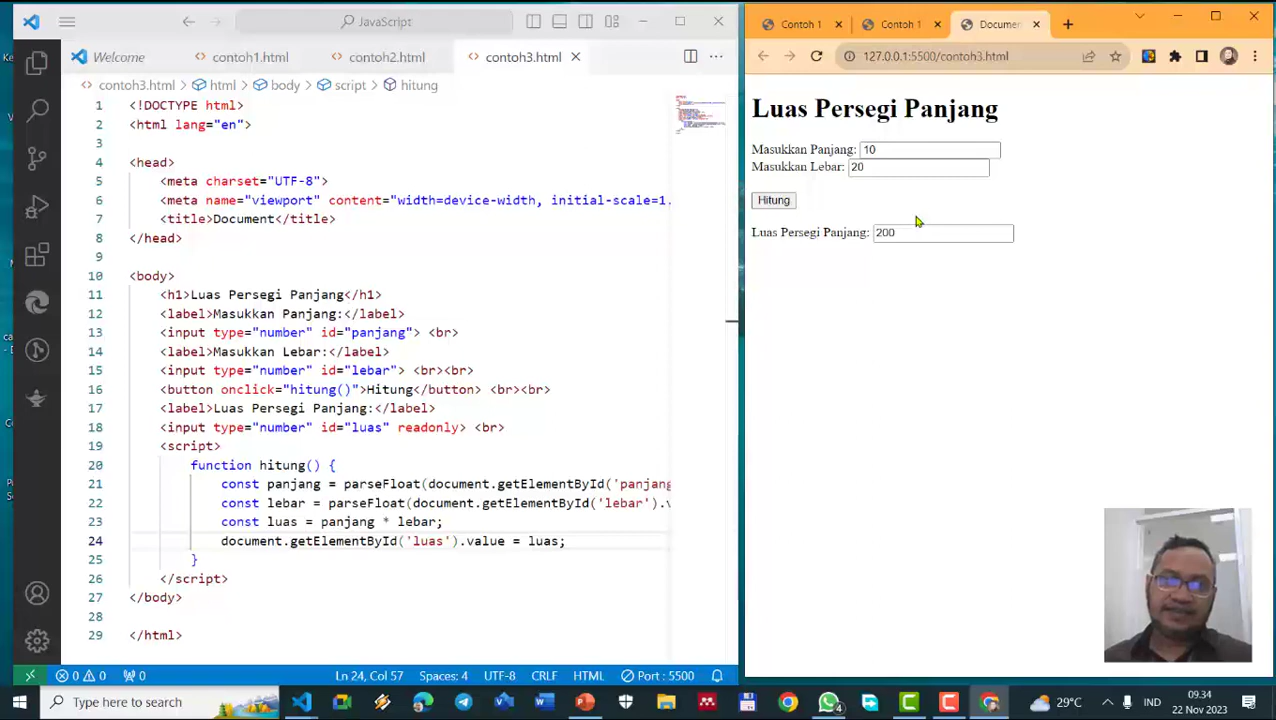 JavaScript
Welcome
contoh1.html
contoh2.html
contoh3.html
contoh3.html > html > body > script > hitung
1 <!DOCTYPE html>
2 <html lang="en">
3
4 <head>
5 <meta charset="UTF-8">
6 <meta name="viewport" content="width=device-width, initial-scale=1.
7 <title>Document</title>
8 </head>
9
10 <body>
11 <h1>Luas Persegi Panjang</h1>
12 <label>Masukkan Panjang:</label>
13 <input type="number" id="panjang"> <br>
14 <label>Masukkan Lebar:</label>
15 <input type="number" id="lebar"> <br><br>
16 <button onclick="hitung()">Hitung</button> <br><br>
17 <label>Luas Persegi Panjang:</label>
18 <input type="number" id="luas" readonly> <br>
19 <script>
20 function hitung() {
21 const panjang = parseFloat(document.getElementById('panjang
22 const lebar = parseFloat(document.getElementById('lebar').v
23 const luas = panjang * lebar;
24 document.getElementById('luas').value = luas;
25 }
26 </script>
27 </body>
28
29 </html>
0 0 0 Ln 24, Col 57 Spaces: 4 UTF-8 CRLF HTML Port : 5500
Contoh 1
Contoh 1
Documen
127.0.0.1:5500/contoh3.html
Luas Persegi Panjang
Masukkan Panjang: 10
Masukkan Lebar: 20
Hitung
Luas Persegi Panjang: 200
Type here to search
4
29°C
IND
09.34
22 Nov 2023